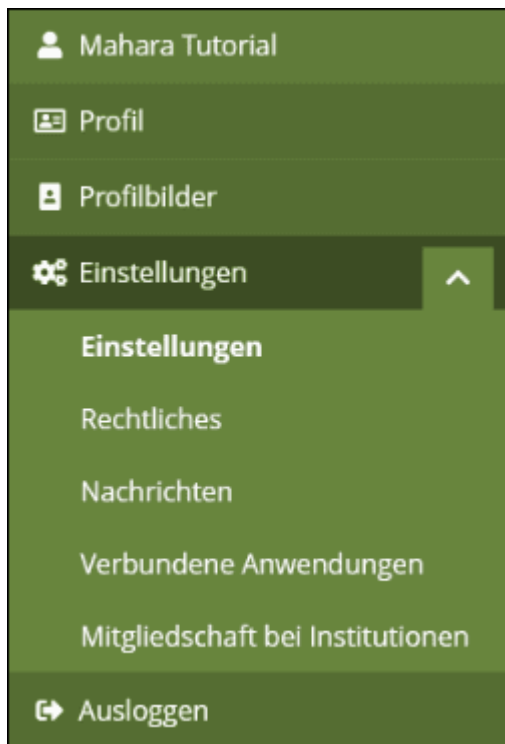 Mahara Tutorial
Profil
Profilbilder
Einstellungen
Einstellungen
Rechtliches
Nachrichten
Verbundene Anwendungen
Mitgliedschaft bei Institutionen
Ausloggen